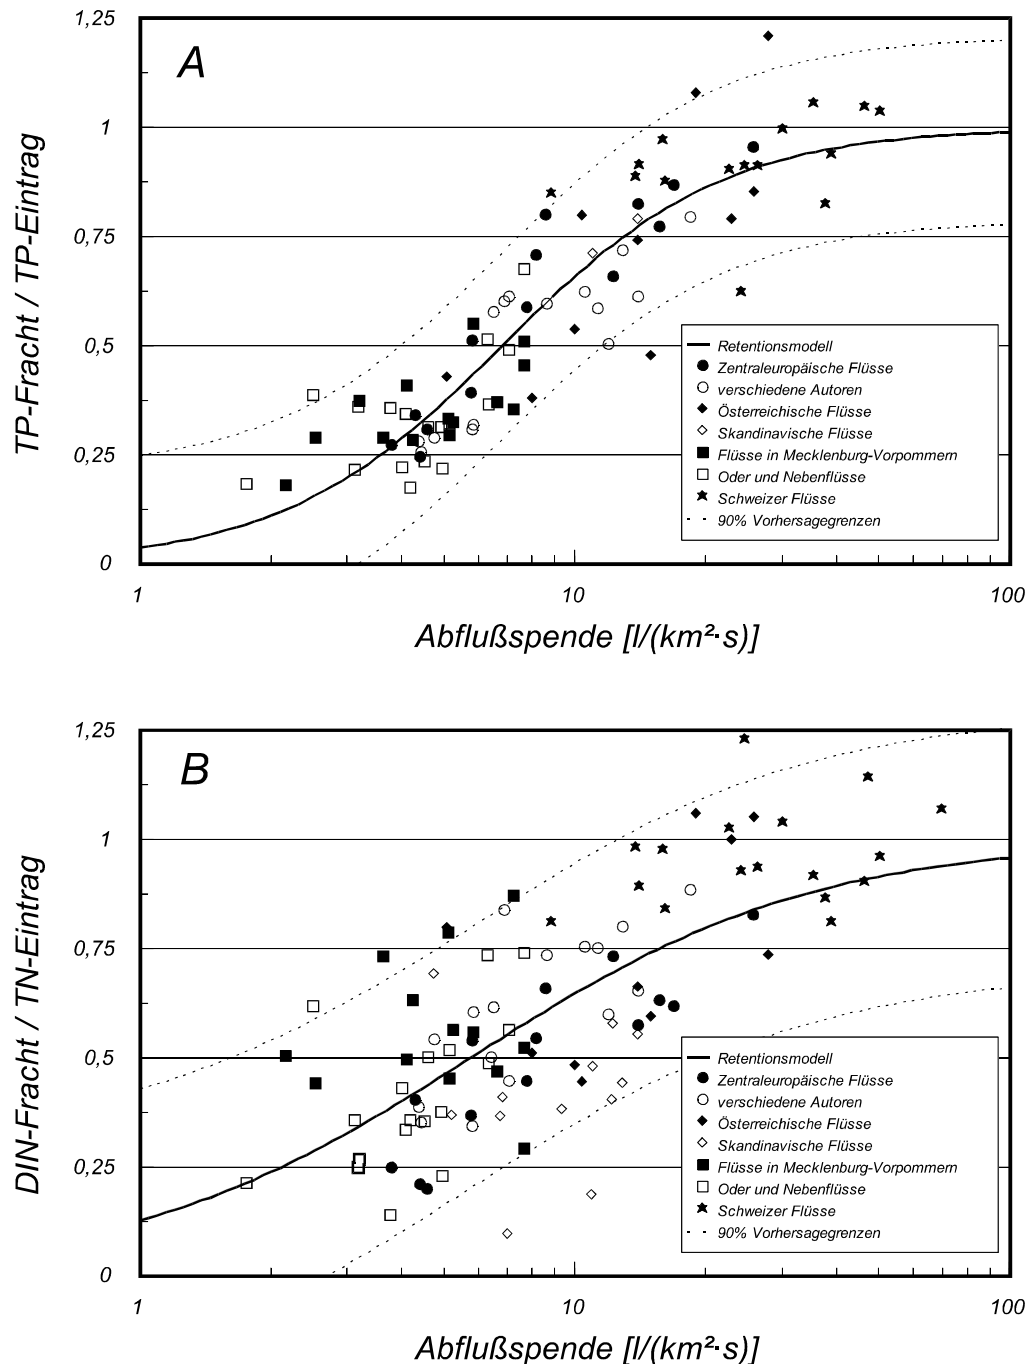 1,25
A
1
0,75
0,5
0,25
0
TP-Fracht / TP-Eintrag
Retentionsmodell
Zentraleuropäische Flüsse
verschiedene Autoren
Österreichische Flüsse
Skandinavische Flüsse
Flüsse in Mecklenburg-Vorpommern
Oder und Nebenflüsse
Schweizer Flüsse
90% Vorhersagegrenzen
1 10 100
Abflußspende [l/(km²·s)]
1,25
B
1
0,75
0,5
0,25
0
DIN-Fracht / TN-Eintrag
Retentionsmodell
Zentraleuropäische Flüsse
verschiedene Autoren
Österreichische Flüsse
Skandinavische Flüsse
Flüsse in Mecklenburg-Vorpommern
Oder und Nebenflüsse
Schweizer Flüsse
90% Vorhersagegrenzen
1 10 100
Abflußspende [l/(km²·s)]